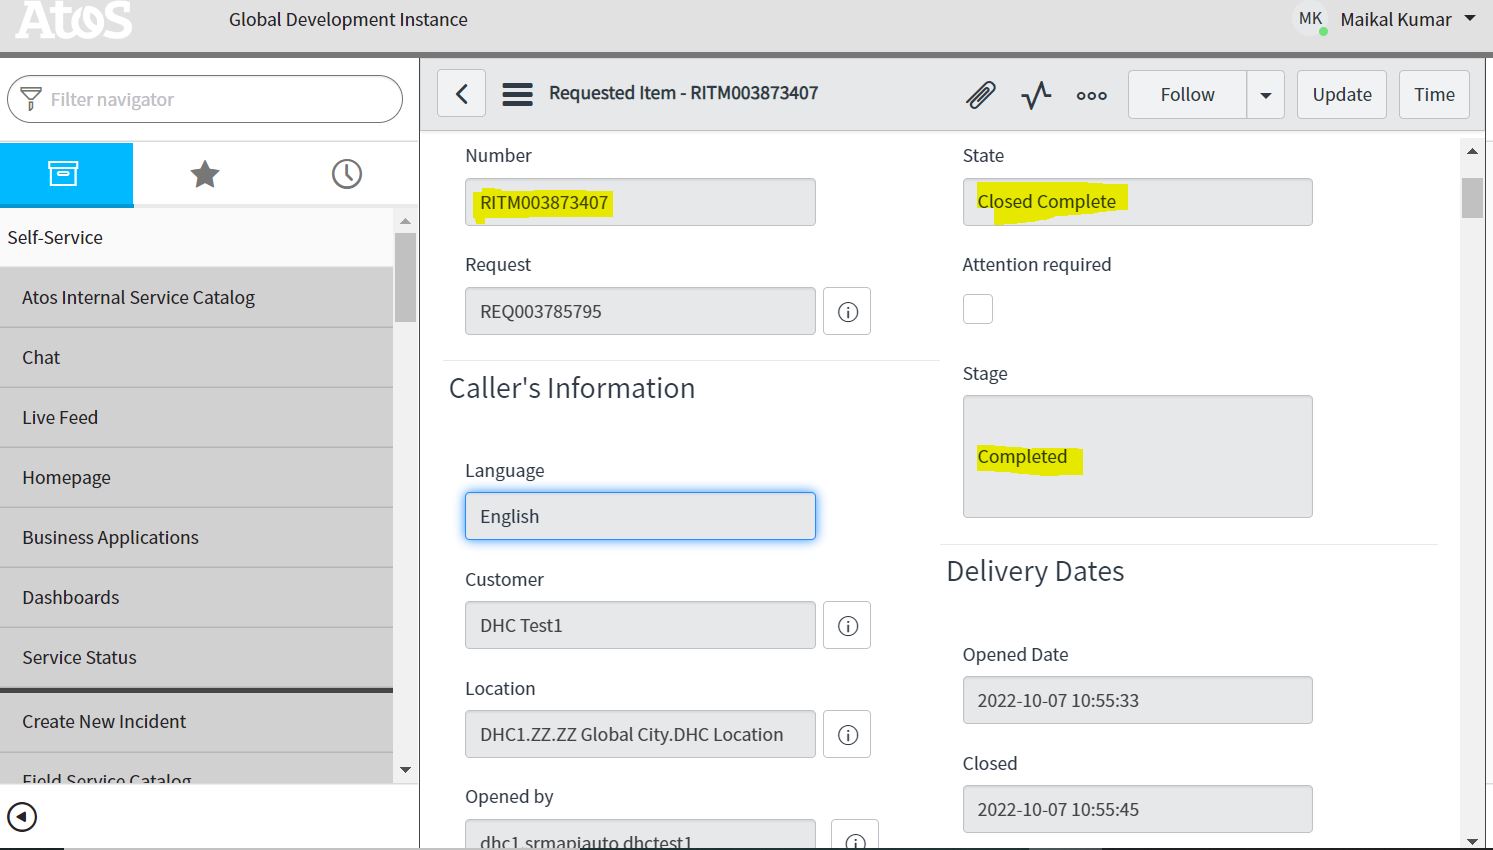 Atos
Global Development Instance
MK
Maikal Kumar
Filter navigator
Self-Service
Atos Internal Service Catalog
Chat
Live Feed
Homepage
Business Applications
Dashboards
Service Status
Create New Incident
Field Service Catalog
Requested Item - RITM003873407
Follow
Update
Time
Number
RITM003873407
Request
REQ003785795
Caller's Information
Language
English
Customer
DHC Test1
Location
DHC1.ZZ.ZZ Global City.DHC Location
Opened by
dhc1.srmapiauto dhctest1
State
Closed Complete
Attention required
Stage
Completed
Delivery Dates
Opened Date
2022-10-07 10:55:33
Closed
2022-10-07 10:55:45